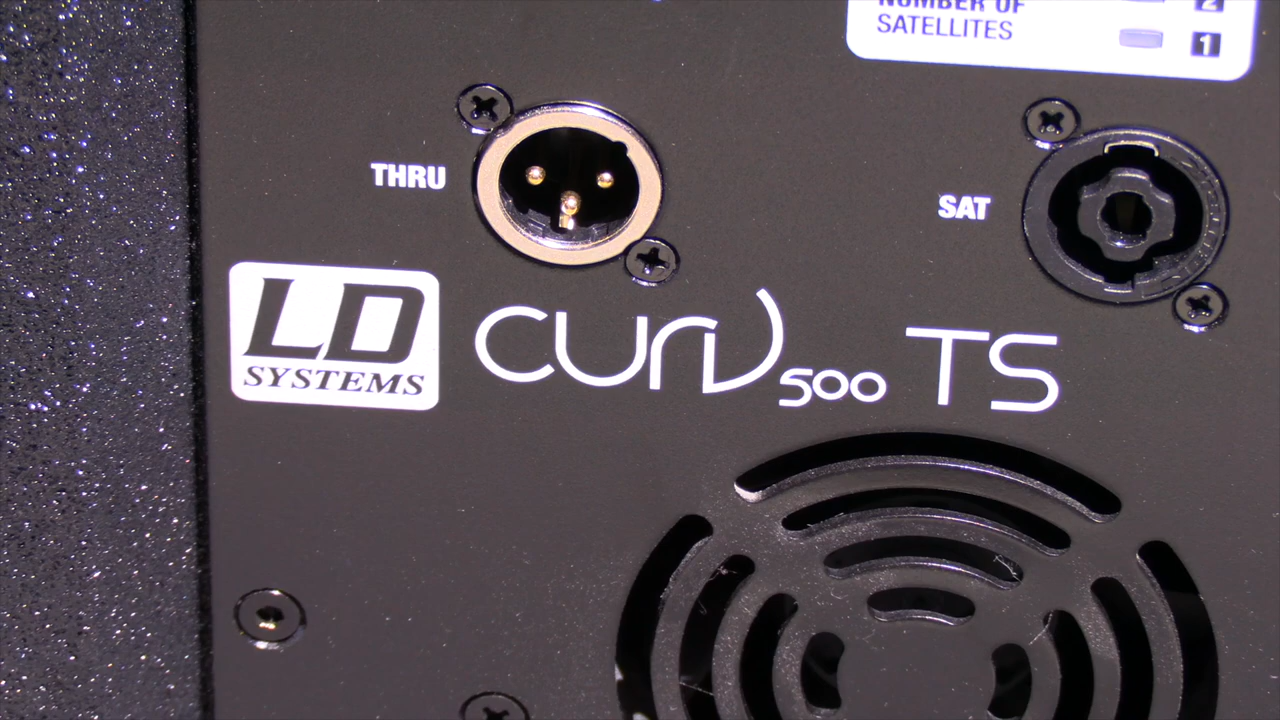 NUMBER OF
SATELLITES
2
1
THRU
SAT
LD
SYSTEMS
CURV 500 TS